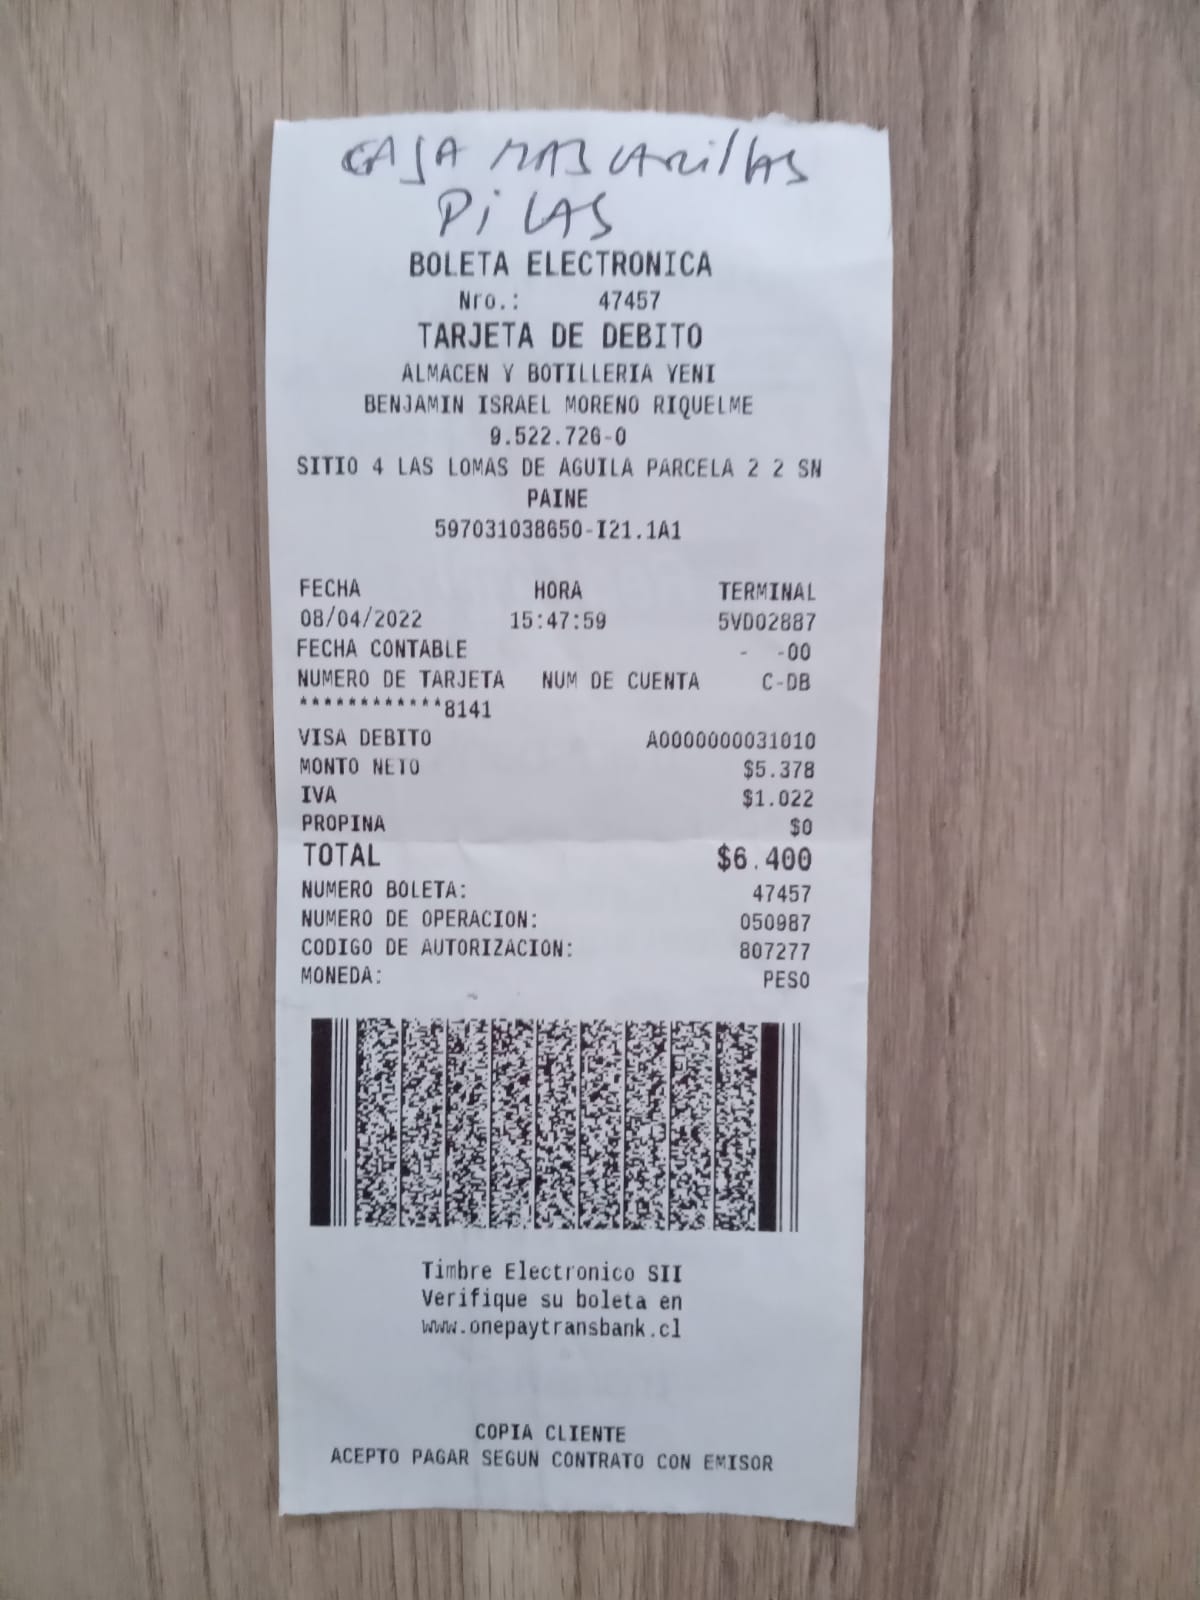 CAJA MASCARILLAS
PILAS
BOLETA ELECTRONICA
Nro.: 47457
TARJETA DE DEBITO
ALMACEN Y BOTILLERIA YENI
BENJAMIN ISRAEL MORENO RIQUELME
9.522.726-0
SITIO 4 LAS LOMAS DE AGUILA PARCELA 2 2 SN
PAINE
597031038650-I21.1A1
FECHA HORA TERMINAL
08/04/2022 15:47:59 5VD02887
FECHA CONTABLE - -00
NUMERO DE TARJETA NUM DE CUENTA C-DB
************8141
VISA DEBITO A0000000031010
MONTO NETO $5.378
IVA $1.022
PROPINA $0
TOTAL $6.400
NUMERO BOLETA: 47457
NUMERO DE OPERACION: 050987
CODIGO DE AUTORIZACION: 807277
MONEDA: PESO
Timbre Electronico SII
Verifique su boleta en
www.onepaytransbank.cl
COPIA CLIENTE
ACEPTO PAGAR SEGUN CONTRATO CON EMISOR